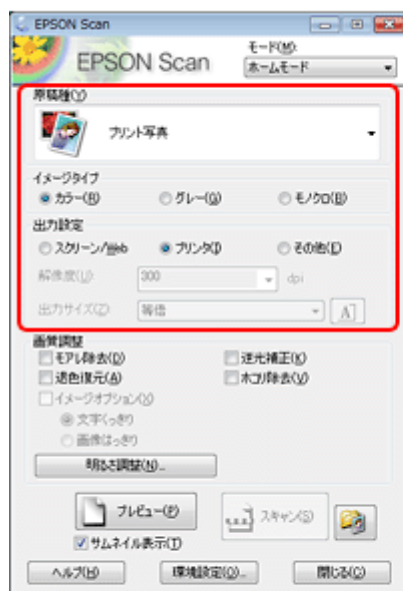 EPSON Scan
EPSON Scan
モード(M):
ホームモード
原稿種(Y)
プリント写真
イメージタイプ
カラー(R)
グレー(G)
モノクロ(B)
出力設定
スクリーン/Web
プリンタ(I)
その他(E)
解像度(U):
300
dpi
出力サイズ(Z):
等倍
画質調整
モアレ除去(D)
逆光補正(K)
退色復元(A)
ホコリ除去(V)
イメージオプション(X)
文字くっきり
画像はっきり
明るさ調整(N)...
プレビュー(P)
スキャン(S)
サムネイル表示(T)
ヘルプ(H)
環境設定(O)...
閉じる(C)